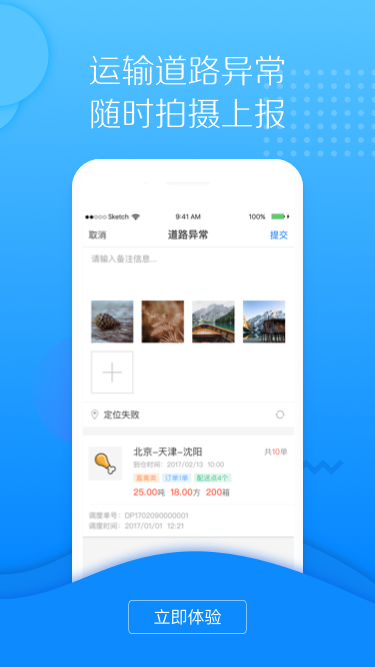 运输道路异常
随时拍摄上报
Sketch 9:41 AM 100%
取消 道路异常 提交
请输入备注信息...
定位失败
北京-天津-沈阳 共10单
到仓时间：2017/02/13 10:00
订单1单 配送点4个
25.00吨 18.00方 200箱
调度单号：DP1702090000001
调度时间：2017/01/01 12:21
立即体验